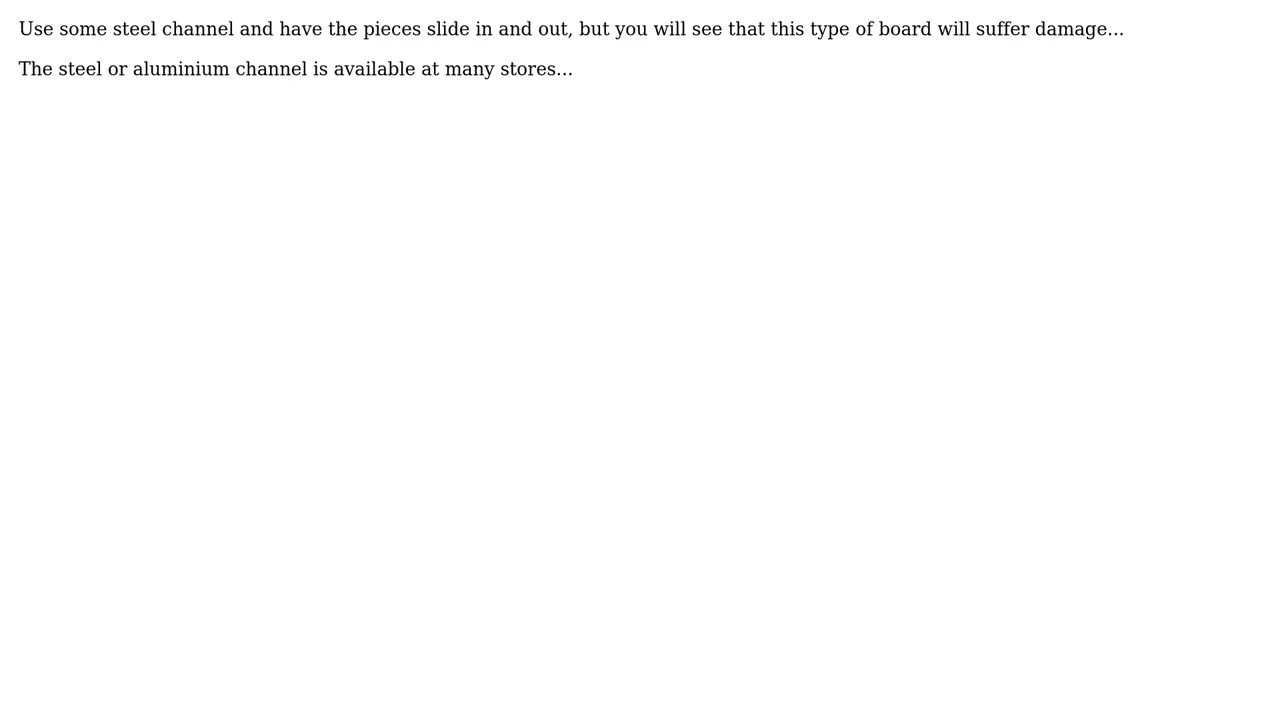 Use some steel channel and have the pieces slide in and out, but you will see that this type of board will suffer damage...
The steel or aluminium channel is available at many stores...